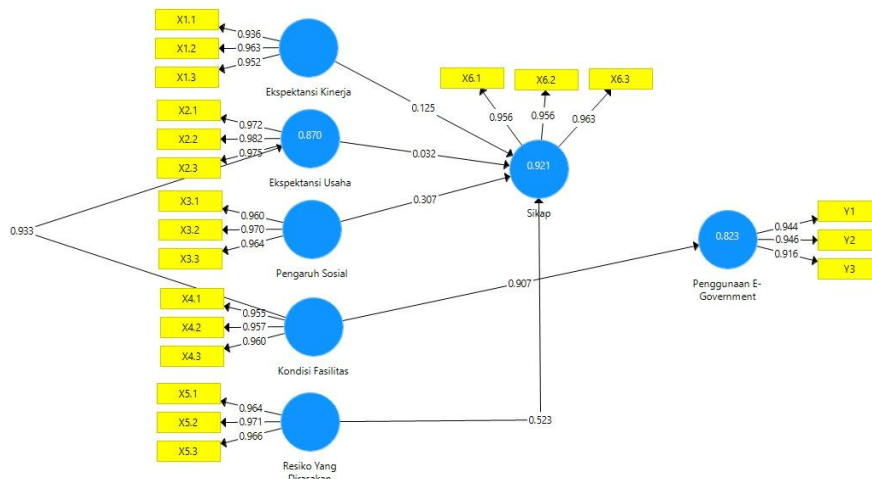 X1.1
0.936
X1.2
0.963
X1.3
0.952
Ekspektansi Kinerja
X6.1
X6.2
X6.3
0.956
0.956
0.963
0.125
X2.1
0.972
X2.2
0.982
X2.3
0.975
0.870
Ekspektansi Usaha
0.032
0.921
Sikap
X3.1
0.960
X3.2
0.970
X3.3
0.964
Pengaruh Sosial
0.307
0.933
Y1
0.944
Y2
0.946
Y3
0.916
0.823
Penggunaan E-
Government
X4.1
0.955
X4.2
0.957
X4.3
0.960
Kondisi Fasilitas
0.907
X5.1
0.964
X5.2
0.971
X5.3
0.966
0.523
Resiko Yang
Dirasakan